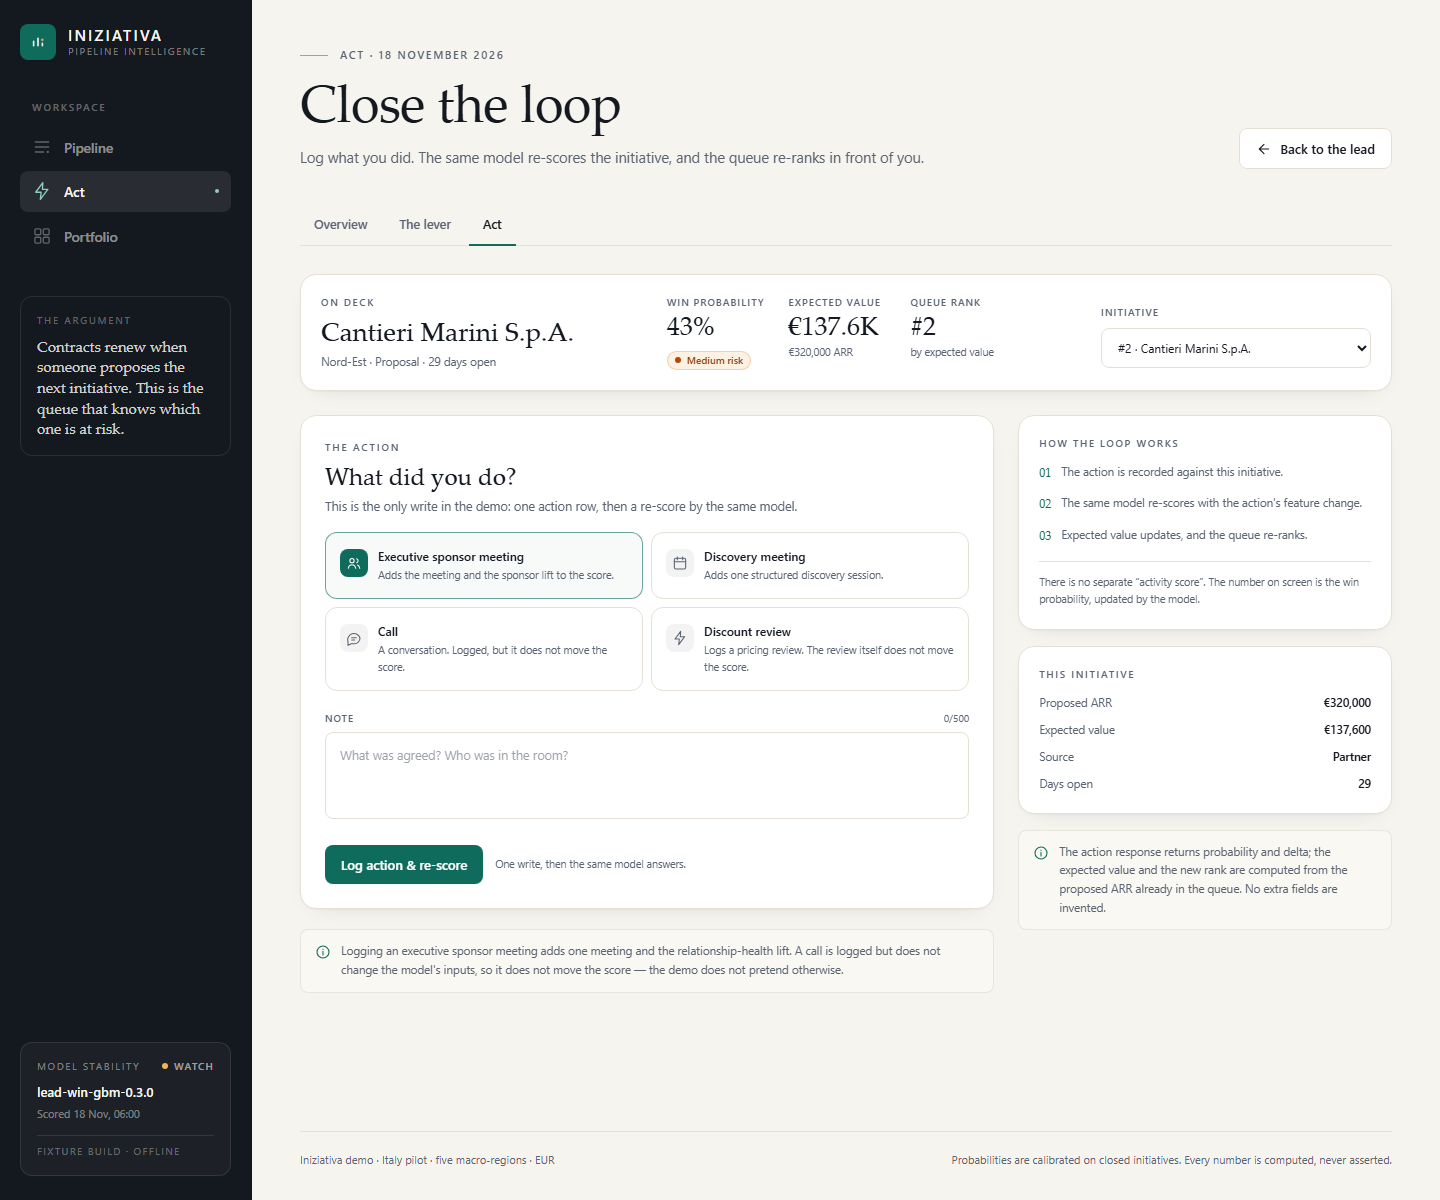 INIZIATIVA
PIPELINE INTELLIGENCE
WORKSPACE
Pipeline
Act
Portfolio
THE ARGUMENT
Contracts renew when
someone proposes the
next initiative. This is the
queue that knows which
one is at risk.
MODEL STABILITY
WATCH
lead-win-gbm-0.3.0
Scored 18 Nov, 06:00
FIXTURE BUILD · OFFLINE
ACT · 18 NOVEMBER 2026
Close the loop
Log what you did. The same model re-scores the initiative, and the queue re-ranks in front of you.
Back to the lead
Overview
The lever
Act
ON DECK
Cantieri Marini S.p.A.
Nord-Est · Proposal · 29 days open
WIN PROBABILITY
43%
Medium risk
EXPECTED VALUE
€137.6K
€320,000 ARR
QUEUE RANK
#2
by expected value
INITIATIVE
#2 · Cantieri Marini S.p.A.
THE ACTION
What did you do?
This is the only write in the demo: one action row, then a re-score by the same model.
Executive sponsor meeting
Adds the meeting and the sponsor lift to the score.
Discovery meeting
Adds one structured discovery session.
Call
A conversation. Logged, but it does not move the
score.
Discount review
Logs a pricing review. The review itself does not move
the score.
NOTE
0/500
What was agreed? Who was in the room?
Log action & re-score
One write, then the same model answers.
Logging an executive sponsor meeting adds one meeting and the relationship-health lift. A call is logged but does not
change the model's inputs, so it does not move the score — the demo does not pretend otherwise.
HOW THE LOOP WORKS
01 The action is recorded against this initiative.
02 The same model re-scores with the action's feature change.
03 Expected value updates, and the queue re-ranks.
There is no separate “activity score”. The number on screen is the win
probability, updated by the model.
THIS INITIATIVE
Proposed ARR €320,000
Expected value €137,600
Source Partner
Days open 29
The action response returns probability and delta; the
expected value and the new rank are computed from the
proposed ARR already in the queue. No extra fields are
invented.
Iniziativa demo · Italy pilot · five macro-regions · EUR
Probabilities are calibrated on closed initiatives. Every number is computed, never asserted.